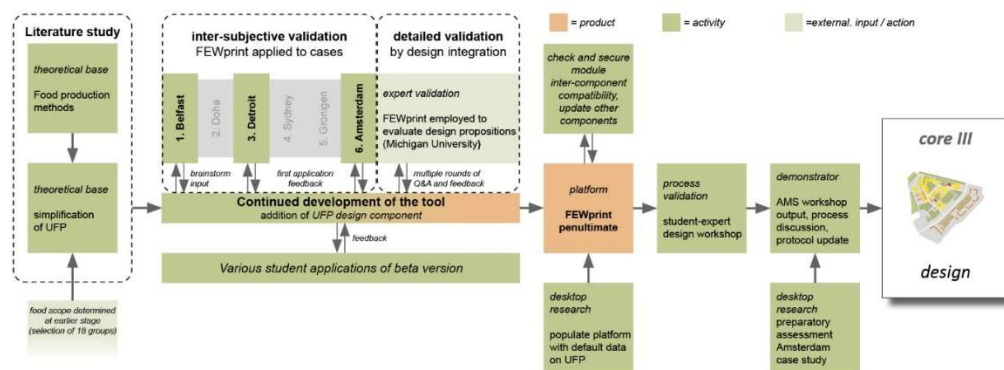 = product
= activity
=external. input / action
Literature study
theoretical base
Food production
methods
theoretical base
simplification
of UFP
food scope determined
at earlier stage
(selection of 18 groups)
inter-subjective validation
FEWprint applied to cases
1. Belfast
2. Doha
3. Detroit
4. Sydney
5. Gronigen
6. Amsterdam
brainstorm
input
first application
feedback
detailed validation
by design integration
expert validation
FEWprint employed to
evaluate design propositions
(Michigan University)
multiple rounds of
Q&A and feedback
Continued development of the tool
addition of UFP design component
feedback
Various student applications of beta version
check and secure
module
inter-component
compatibility,
update other
components
platform
FEWprint
penultimate
desktop
research
populate platform
with default data
on UFP
process
validation
student-expert
design workshop
demonstrator
AMS workshop
output, process
discussion,
protocol update
desktop
research
preparatory
assessment
Amsterdam
case study
core III
design